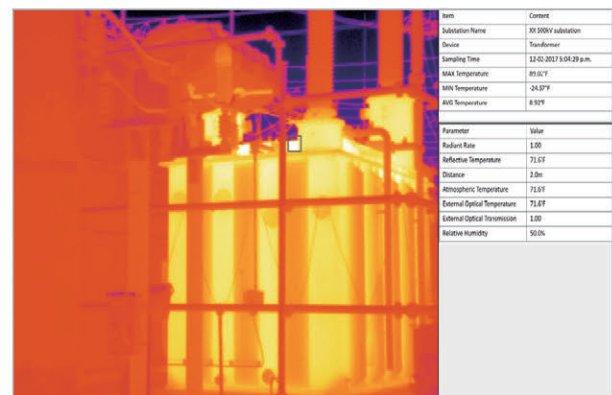 Item Content
Substation Name XX 500kV substation
Device Transformer
Sampling Time 12-02-2017 5:04:29 p.m.
MAX Temperature 89.02°F
MIN Temperature -24.57°F
AVG Temperature 8.92°F
Parameter Value
Radiant Rate 1.00
Reflective Temperature 71.6°F
Distance 2.0m
Atmospheric Temperature 71.6°F
External Optical Temperature 71.6°F
External Optical Transmission 1.00
Relative Humidity 50.0%